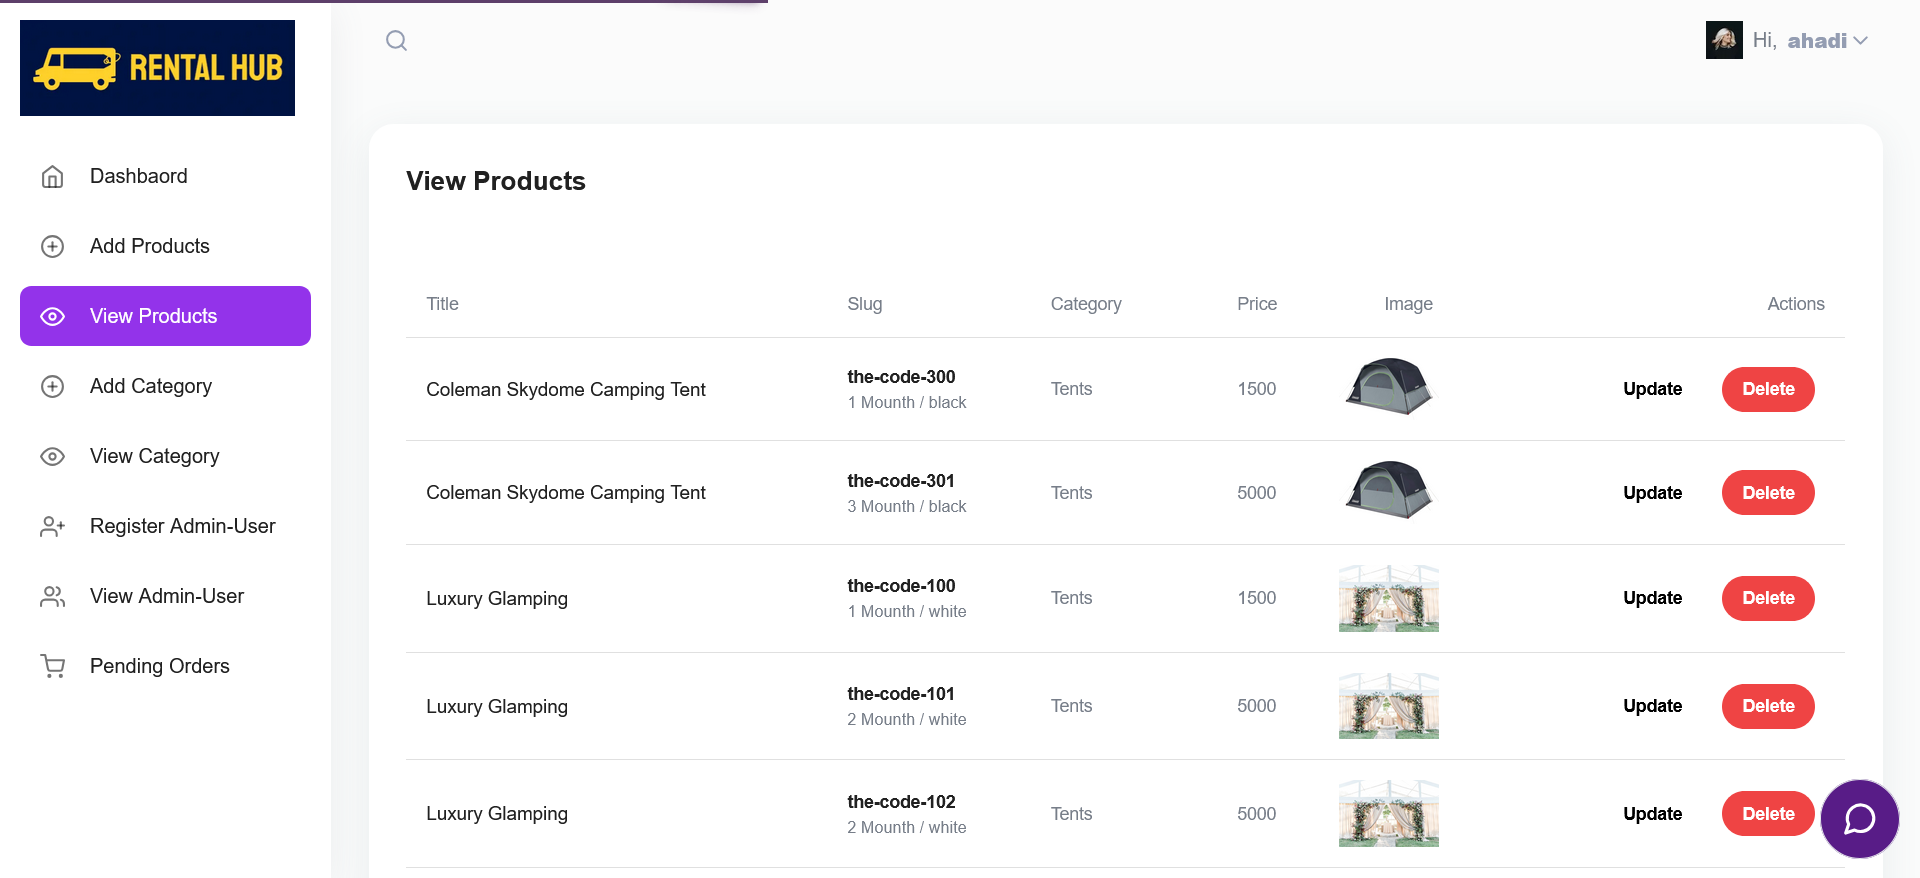 RENTAL HUB
Hi, ahadi
Dashbaord
Add Products
View Products
Add Category
View Category
Register Admin-User
View Admin-User
Pending Orders
View Products
Title Slug Category Price Image Actions
Coleman Skydome Camping Tent the-code-300 Tents 1500 Update Delete
1 Mounth / black
Coleman Skydome Camping Tent the-code-301 Tents 5000 Update Delete
3 Mounth / black
Luxury Glamping the-code-100 Tents 1500 Update Delete
1 Mounth / white
Luxury Glamping the-code-101 Tents 5000 Update Delete
2 Mounth / white
Luxury Glamping the-code-102 Tents 5000 Update Delete
2 Mounth / white